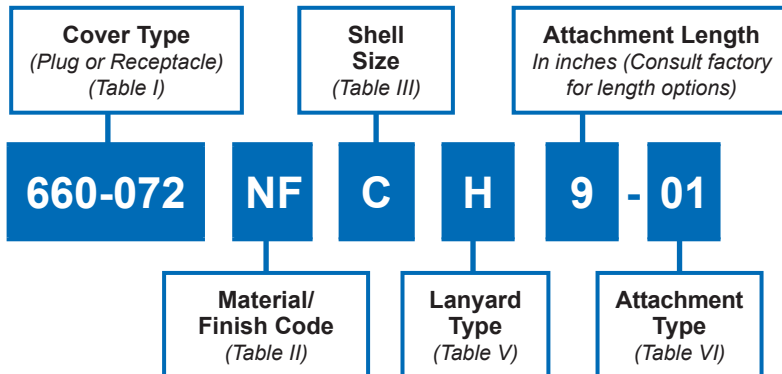 Cover Type
(Plug or Receptacle)
(Table I)
Shell
Size
(Table III)
Attachment Length
In inches (Consult factory
for length options)
660-072 NF C H 9 - 01
Material/
Finish Code
(Table II)
Lanyard
Type
(Table V)
Attachment
Type
(Table VI)